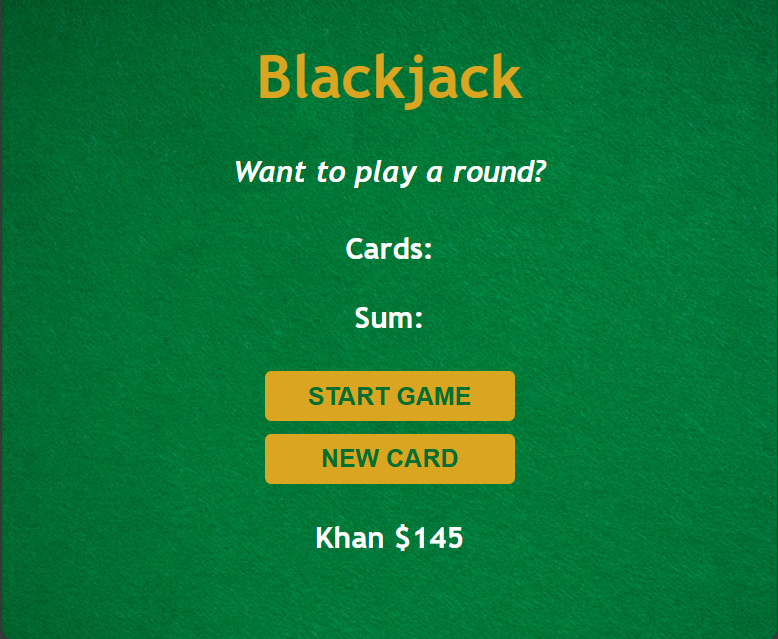 Blackjack
Want to play a round?
Cards:
Sum:
START GAME
NEW CARD
Khan $145